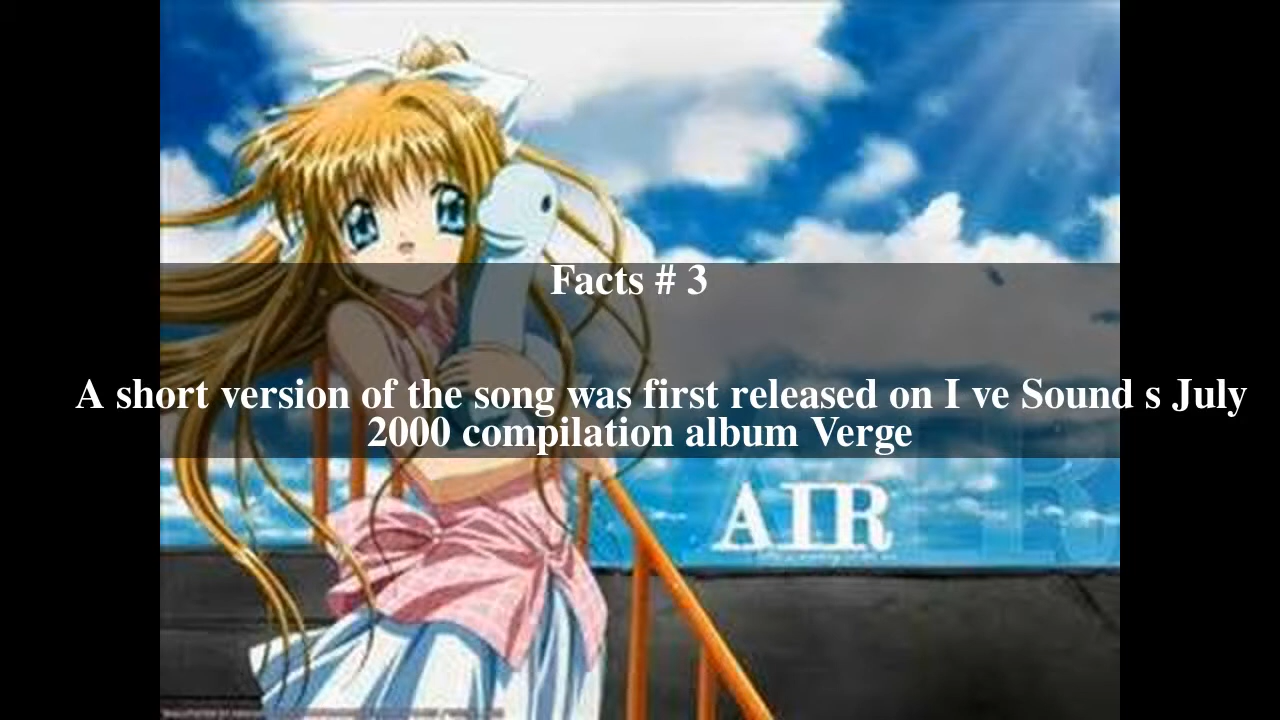 Facts # 3
A short version of the song was first released on I ve Sound s July
2000 compilation album Verge
AIR